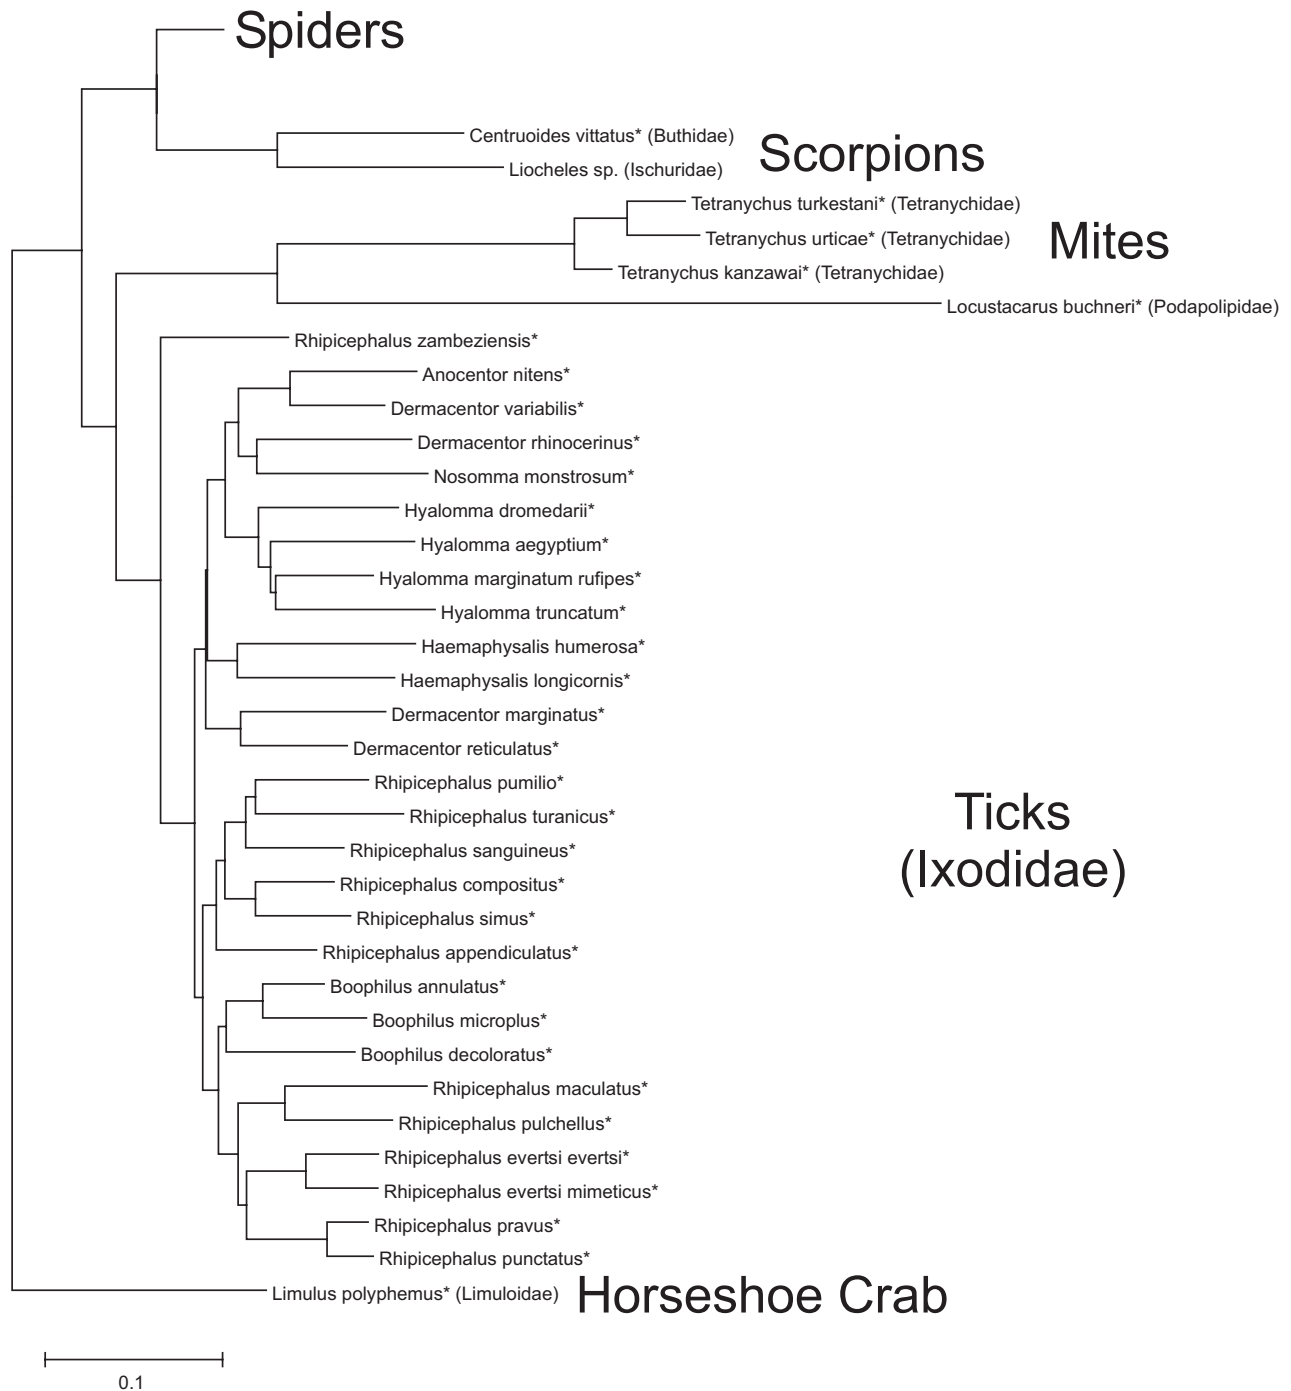 Spiders
Centruoides vittatus* (Buthidae)
Scorpions
Liocheles sp. (Ischuridae)
Tetranychus turkestani* (Tetranychidae)
Tetranychus urticae* (Tetranychidae)
Mites
Tetranychus kanzawai* (Tetranychidae)
Locustacarus buchneri* (Podapolipidae)
Rhipicephalus zambeziensis*
Anocentor nitens*
Dermacentor variabilis*
Dermacentor rhinocerinus*
Nosomma monstrosum*
Hyalomma dromedarii*
Hyalomma aegyptium*
Hyalomma marginatum rufipes*
Hyalomma truncatum*
Haemaphysalis humerosa*
Haemaphysalis longicornis*
Dermacentor marginatus*
Dermacentor reticulatus*
Rhipicephalus pumilio*
Rhipicephalus turanicus*
Ticks
(Ixodidae)
Rhipicephalus sanguineus*
Rhipicephalus compositus*
Rhipicephalus simus*
Rhipicephalus appendiculatus*
Boophilus annulatus*
Boophilus microplus*
Boophilus decoloratus*
Rhipicephalus maculatus*
Rhipicephalus pulchellus*
Rhipicephalus evertsi evertsi*
Rhipicephalus evertsi mimeticus*
Rhipicephalus pravus*
Rhipicephalus punctatus*
Limulus polyphemus* (Limuloidae)
Horseshoe Crab
0.1